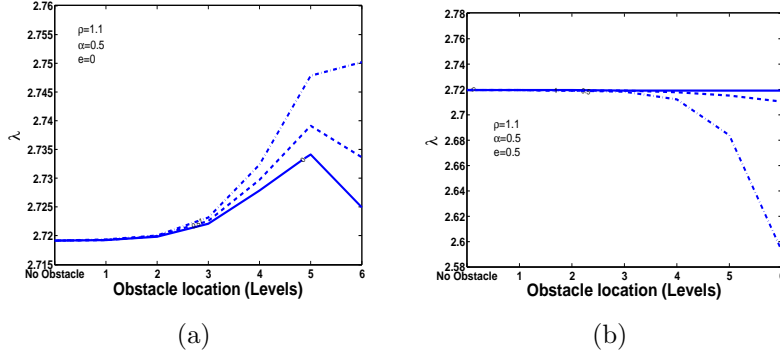 2.76
2.755
2.75
2.745
2.74
2.735
2.73
2.725
2.72
2.715
λ
ρ=1.1
α=0.5
e=0
No Obstacle 1 2 3 4 5 6
Obstacle location (Levels)
(a)
2.78
2.76
2.74
2.72
2.7
2.68
2.66
2.64
2.62
2.6
2.58
λ
ρ=1.1
α=0.5
e=0.5
No Obstacle 1 2 3 4 5
Obstacle location (Levels)
(b)